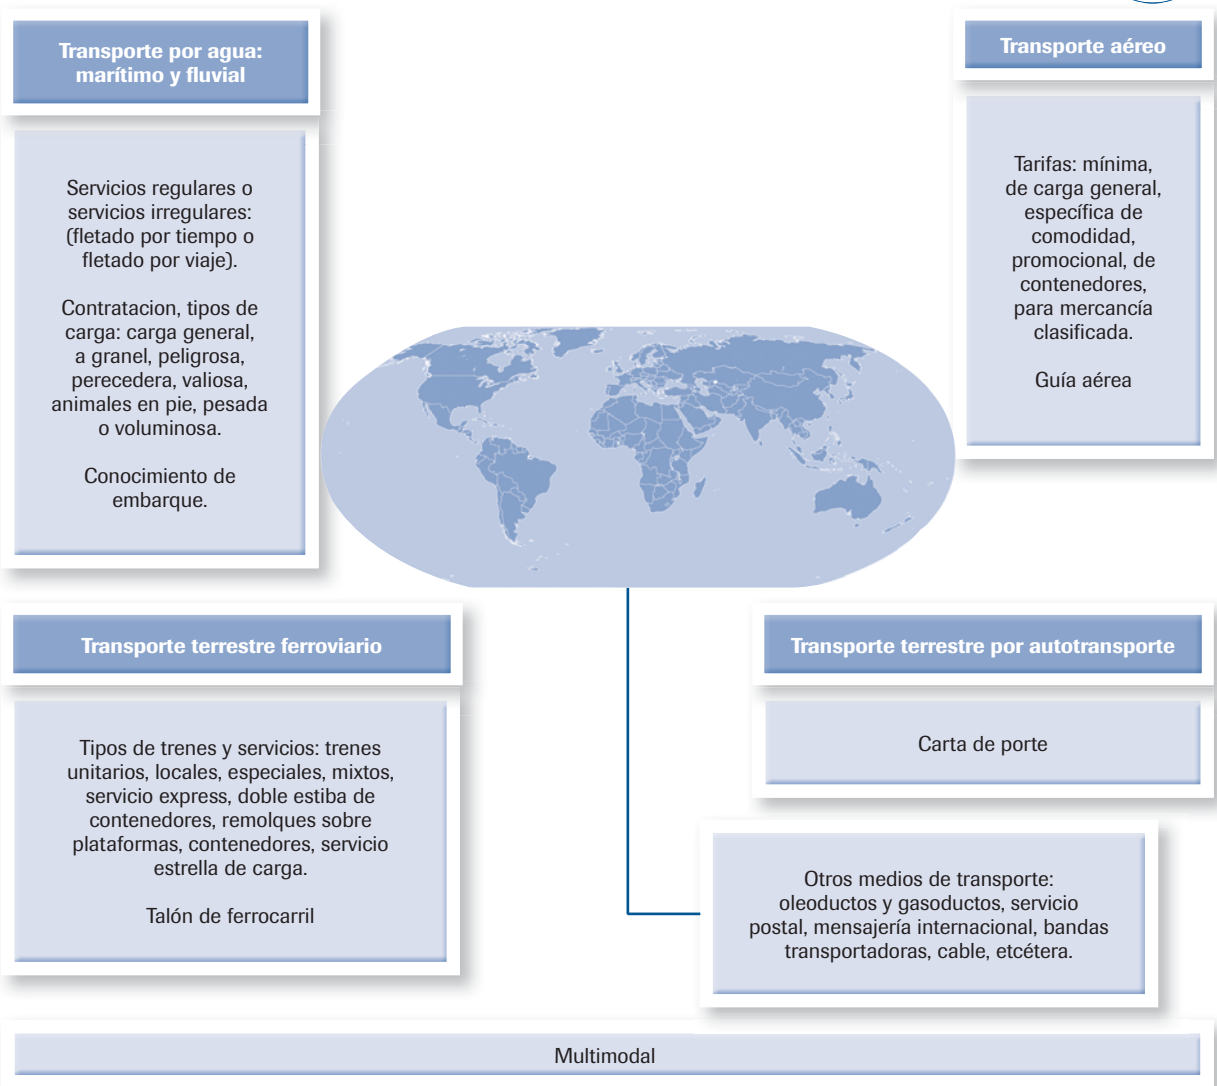 Transporte por agua:
marítimo y fluvial
Servicios regulares o
servicios irregulares:
(fletado por tiempo o
fletado por viaje).
Contratacion, tipos de
carga: carga general,
a granel, peligrosa,
perecedera, valiosa,
animales en pie, pesada
o voluminosa.
Conocimiento de
embarque.
Transporte aéreo
Tarifas: mínima,
de carga general,
específica de
comodidad,
promocional, de
contenedores,
para mercancía
clasificada.
Guía aérea
Transporte terrestre ferroviario
Tipos de trenes y servicios: trenes
unitarios, locales, especiales, mixtos,
servicio express, doble estiba de
contenedores, remolques sobre
plataformas, contenedores, servicio
estrella de carga.
Talón de ferrocarril
Transporte terrestre por autotransporte
Carta de porte
Otros medios de transporte:
oleoductos y gasoductos, servicio
postal, mensajería internacional, bandas
transportadoras, cable, etcétera.
Multimodal